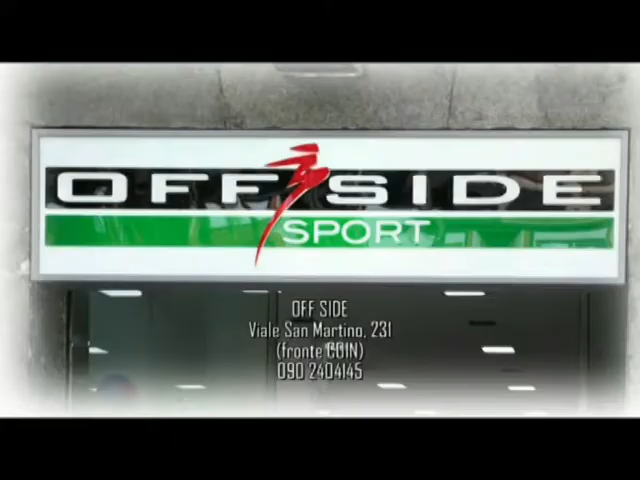 OFF SIDE
SPORT
OFF SIDE
Viale San Martino, 231
(fronte COIN)
090 2404145